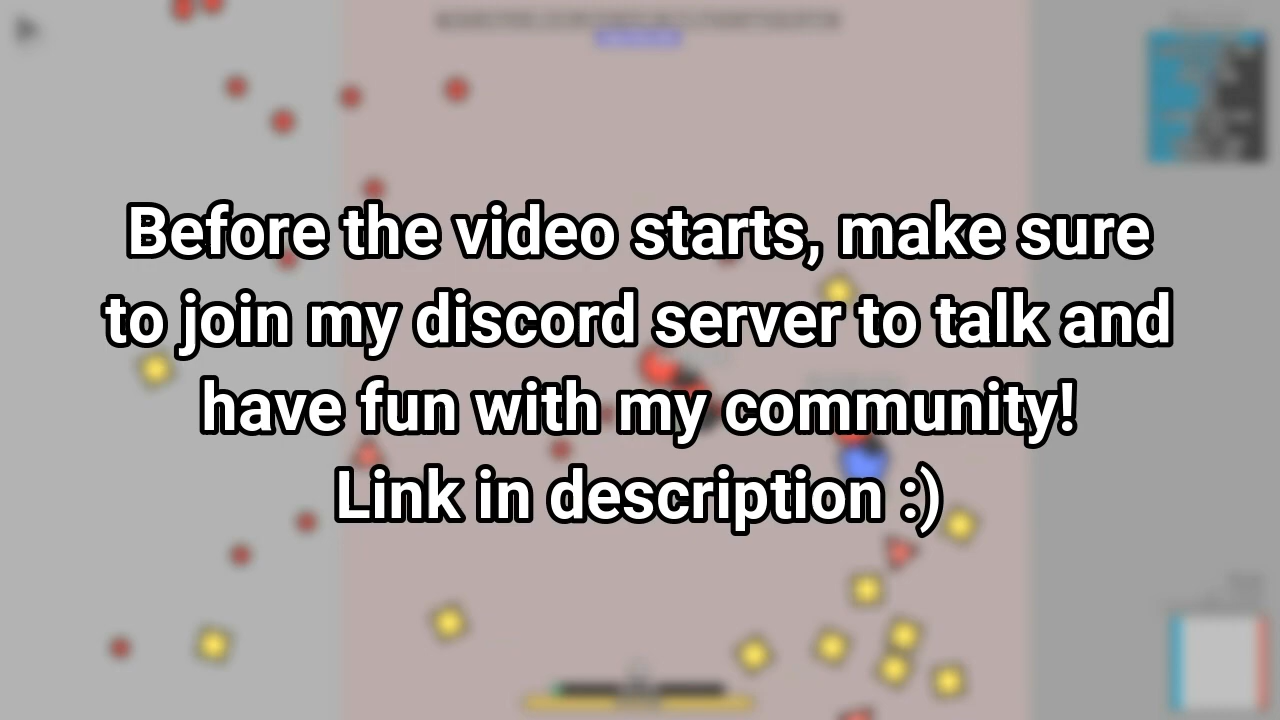 Before the video starts, make sure
to join my discord server to talk and
have fun with my community!
Link in description :)